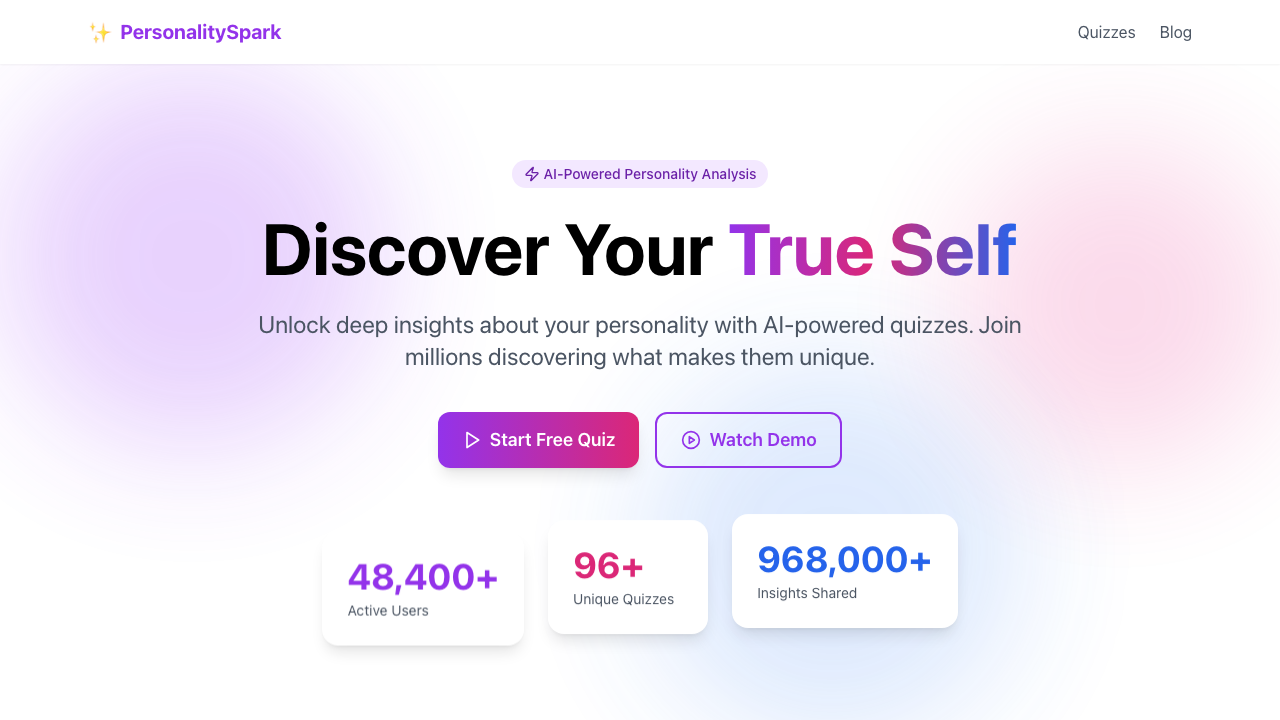 PersonalitySpark
Quizzes
Blog
AI-Powered Personality Analysis
Discover Your True Self
Unlock deep insights about your personality with AI-powered quizzes. Join
millions discovering what makes them unique.
Start Free Quiz
Watch Demo
48,400+
Active Users
96+
Unique Quizzes
968,000+
Insights Shared